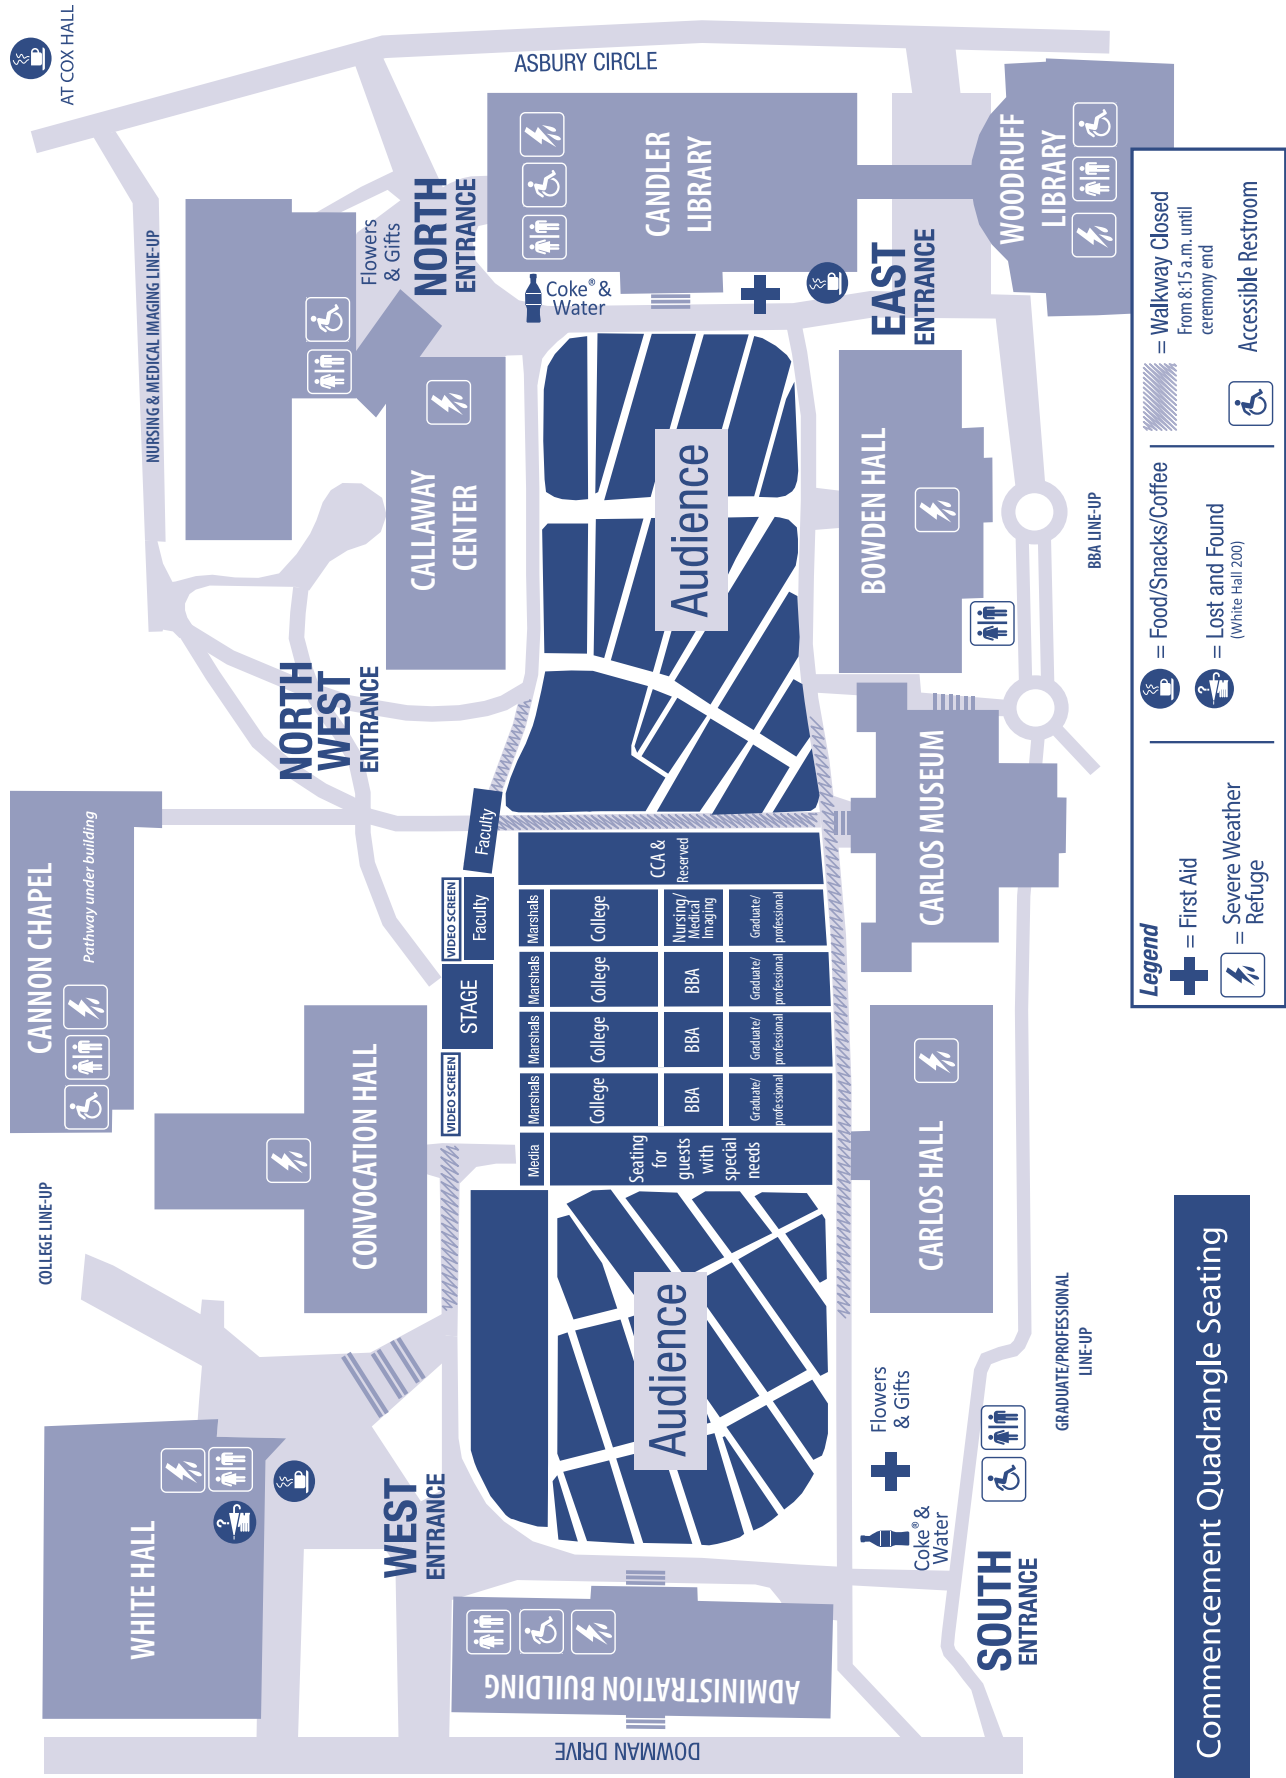 AT COX HALL
ASBURY CIRCLE
NURSING & MEDICAL IMAGING LINE-UP
Flowers
& Gifts
NORTH
ENTRANCE
CANDLER
LIBRARY
WOODRUFF
LIBRARY
Coke® &
Water
EAST
ENTRANCE
CALLAWAY
CENTER
Audience
BOWDEN HALL
BBA LINE-UP
NORTH
WEST
ENTRANCE
CANNON CHAPEL
Pathway under building
CARLOS MUSEUM
Faculty
VIDEO SCREEN
Faculty
STAGE
VIDEO SCREEN
CCA &
Reserved
Marshals
College
Nursing/
Medical
Imaging
Graduate/
professional
Marshals
College
BBA
Graduate/
professional
Marshals
College
BBA
Graduate/
professional
Marshals
College
BBA
Graduate/
professional
Media
Seating
for
guests
with
special
needs
CONVOCATION HALL
COLLEGE LINE-UP
CARLOS HALL
Audience
WHITE HALL
?
WEST
ENTRANCE
Flowers
& Gifts
Coke® &
Water
GRADUATE/PROFESSIONAL
LINE-UP
SOUTH
ENTRANCE
ADMINISTRATION BUILDING
DOWMAN DRIVE
Legend
= First Aid
= Severe Weather
Refuge
= Food/Snacks/Coffee
?
= Lost and Found
(White Hall 200)
= Walkway Closed
From 8:15 a.m. until
ceremony end
Accessible Restroom
Commencement Quadrangle Seating